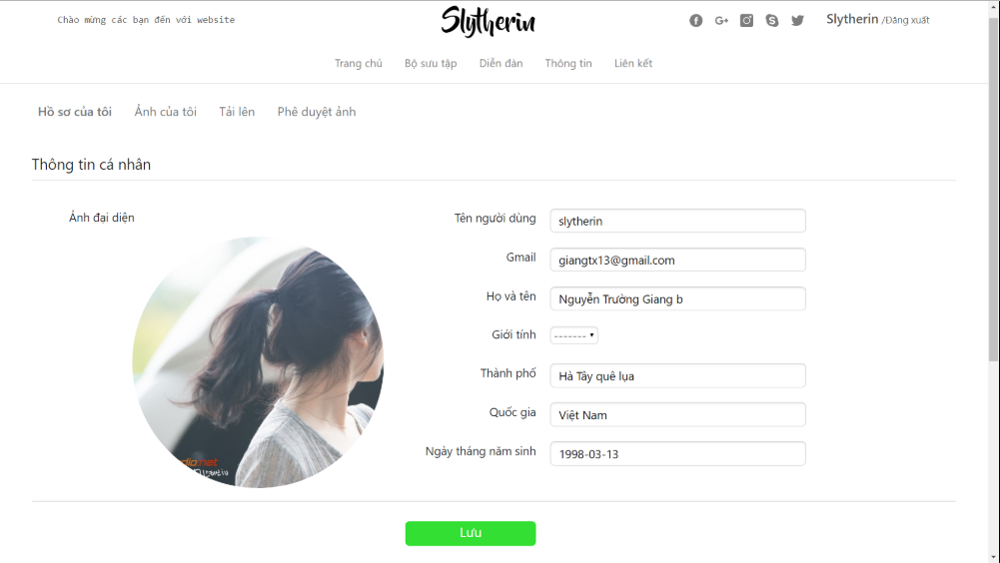 Chào mừng các bạn đến với website
Slytherin
Slytherin /Đăng xuất
Trang chủ Bộ sưu tập Diễn đàn Thông tin Liên kết
Hồ sơ của tôi Ảnh của tôi Tải lên Phê duyệt ảnh
Thông tin cá nhân
Ảnh đại diện
Tên người dùng slytherin
Gmail giangtx13@gmail.com
Họ và tên Nguyễn Trường Giang b
Giới tính -------
Thành phố Hà Tây quê lụa
Quốc gia Việt Nam
Ngày tháng năm sinh 1998-03-13
Lưu